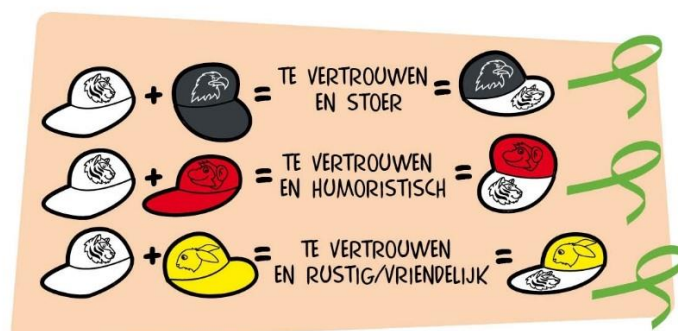 + = TE VERTROUWEN
EN STOER =
+ = TE VERTROUWEN
EN HUMORISTISCH =
+ = TE VERTROUWEN
EN RUSTIG/VRIENDELIJK =